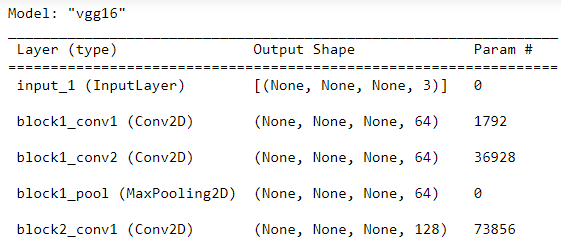 Model: "vgg16"
_________________________________________________________________
Layer (type) Output Shape Param #
=================================================================
input_1 (InputLayer) [(None, None, None, 3)] 0
block1_conv1 (Conv2D) (None, None, None, 64) 1792
block1_conv2 (Conv2D) (None, None, None, 64) 36928
block1_pool (MaxPooling2D) (None, None, None, 64) 0
block2_conv1 (Conv2D) (None, None, None, 128) 73856